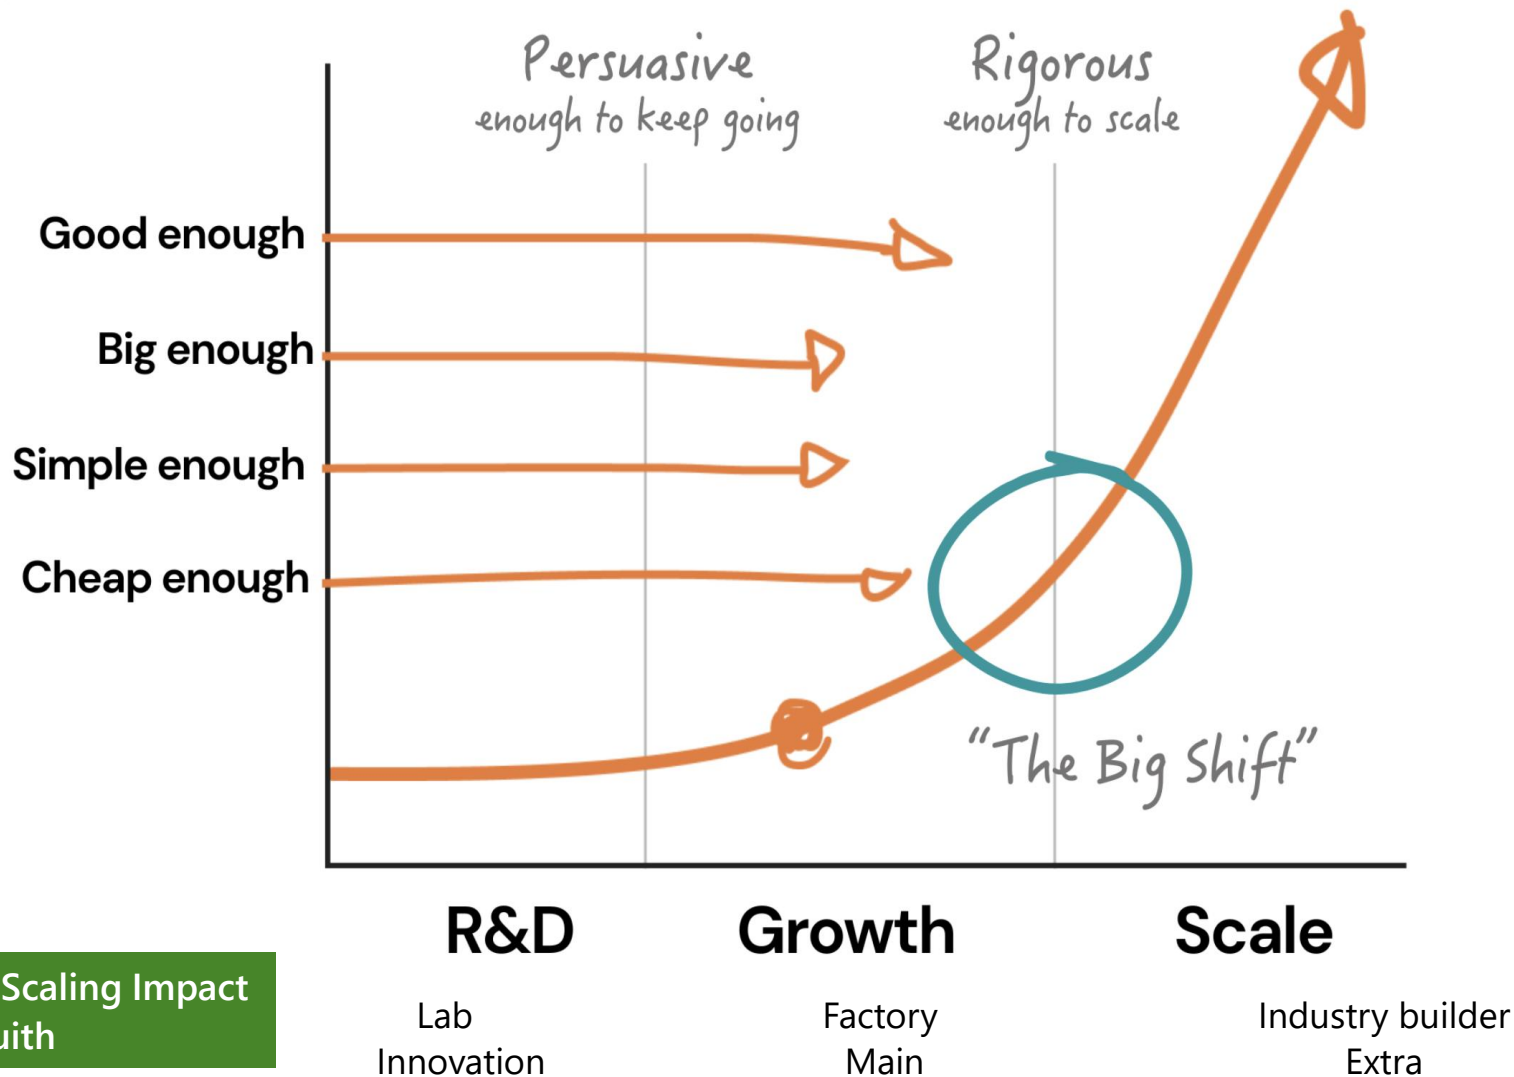 Persuasive
enough to keep going
Rigorous
enough to scale
Good enough
Big enough
Simple enough
Cheap enough
"The Big Shift"
R&D
Growth
Scale
Scaling Impact
Lab
Innovation
Factory
Main
Industry builder
Extra